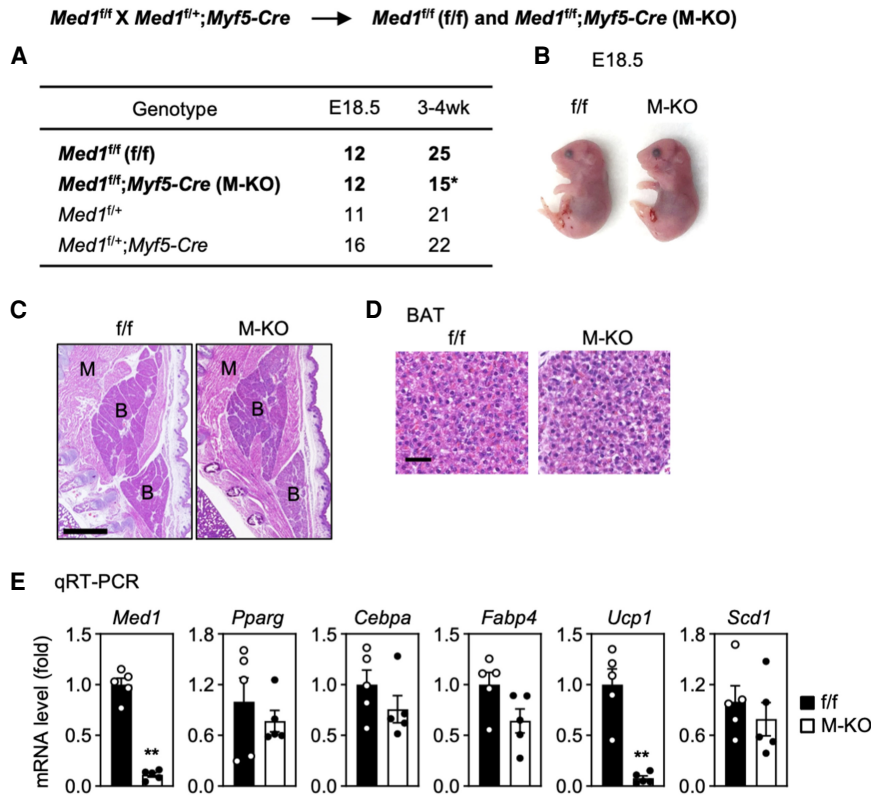 Med1f/f X Med1f/+;Myf5-Cre → Med1f/f (f/f) and Med1f/f;Myf5-Cre (M-KO)
A
Genotype E18.5 3-4wk
Med1f/f (f/f) 12 25
Med1f/f;Myf5-Cre (M-KO) 12 15*
Med1f/+ 11 21
Med1f/+;Myf5-Cre 16 22
B E18.5
f/f M-KO
C
f/f M-KO
M M
B B
B B
D BAT
f/f M-KO
E qRT-PCR
mRNA level (fold)
Med1
1.5
1.0
0.5
0.0
**
Pparg
1.8
1.2
0.6
0.0
Cebpa
1.5
1.0
0.5
0.0
Fabp4
1.5
1.0
0.5
0.0
Ucp1
1.5
1.0
0.5
0.0
**
Scd1
1.8
1.2
0.6
0.0
f/f
M-KO